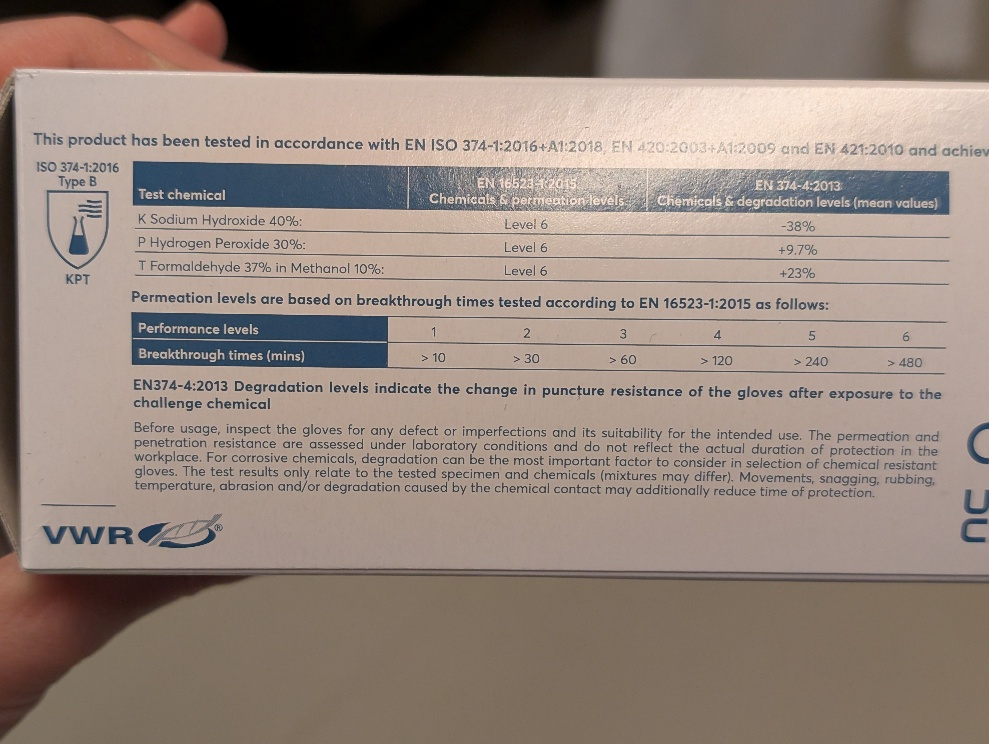 This product has been tested in accordance with EN ISO 374-1:2016+A1:2018, EN 420:2003+A1:2009 and EN 421:2010 and achiev
ISO 374-1:2016
Type B
KPT
Test chemical
EN 16523-1:2015
Chemicals & permeation levels
EN 374-4:2013
Chemicals & degradation levels (mean values)
K Sodium Hydroxide 40%: Level 6 -38%
P Hydrogen Peroxide 30%: Level 6 +9.7%
T Formaldehyde 37% in Methanol 10%: Level 6 +23%
Permeation levels are based on breakthrough times tested according to EN 16523-1:2015 as follows:
Performance levels 1 2 3 4 5 6
Breakthrough times (mins) > 10 > 30 > 60 > 120 > 240 > 480
EN374-4:2013 Degradation levels indicate the change in puncture resistance of the gloves after exposure to the
challenge chemical
Before usage, inspect the gloves for any defect or imperfections and its suitability for the intended use. The permeation and
penetration resistance are assessed under laboratory conditions and do not reflect the actual duration of protection in the
workplace. For corrosive chemicals, degradation can be the most important factor to consider in selection of chemical resistant
gloves. The test results only relate to the tested specimen and chemicals (mixtures may differ). Movements, snagging, rubbing,
temperature, abrasion and/or degradation caused by the chemical contact may additionally reduce time of protection.
VWR ®